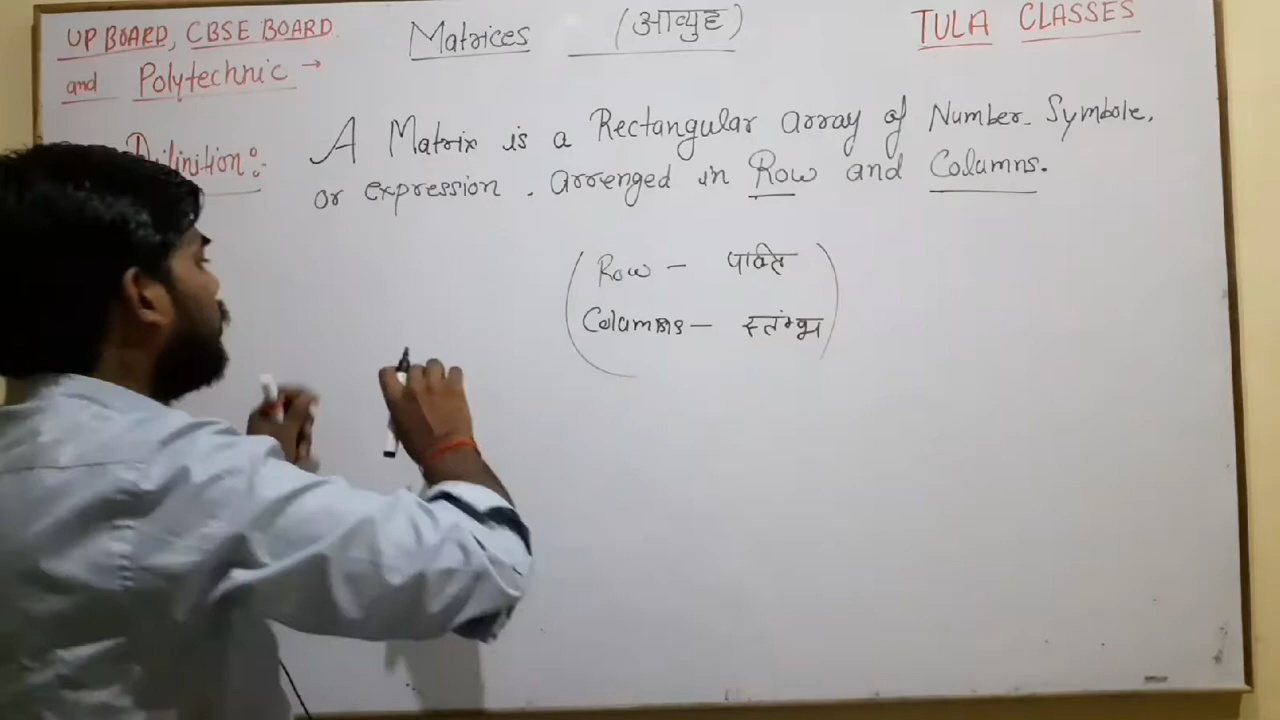 UP BOARD, CBSE BOARD Matrices (आव्युह) TULA CLASSES
and Polytechnic →
A Matrix is a Rectangular array of Number Symbole,
or expression, arrenged in Row and Columns.
Row - पंक्ति
Columns - स्तंम्भ